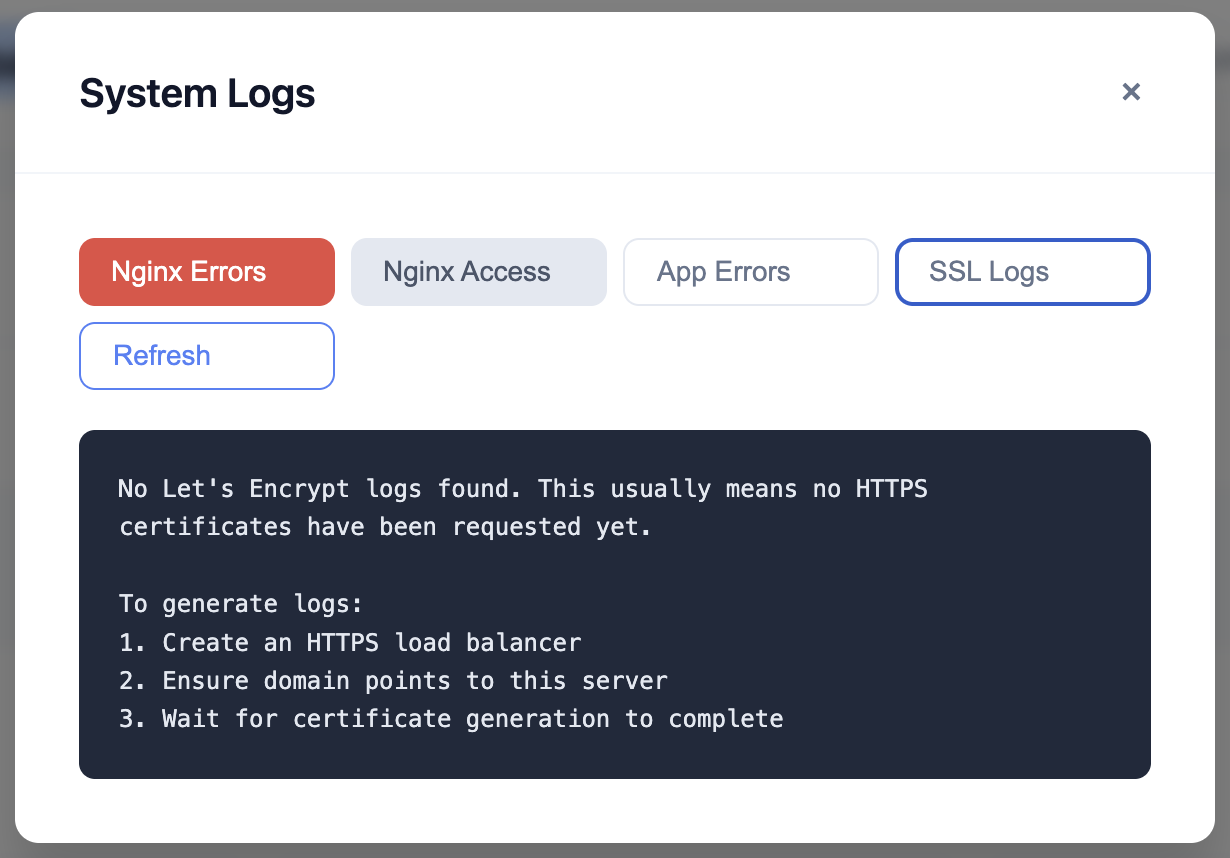 System Logs
×
Nginx Errors
Nginx Access
App Errors
SSL Logs
Refresh
No Let's Encrypt logs found. This usually means no HTTPS
certificates have been requested yet.
To generate logs:
1. Create an HTTPS load balancer
2. Ensure domain points to this server
3. Wait for certificate generation to complete